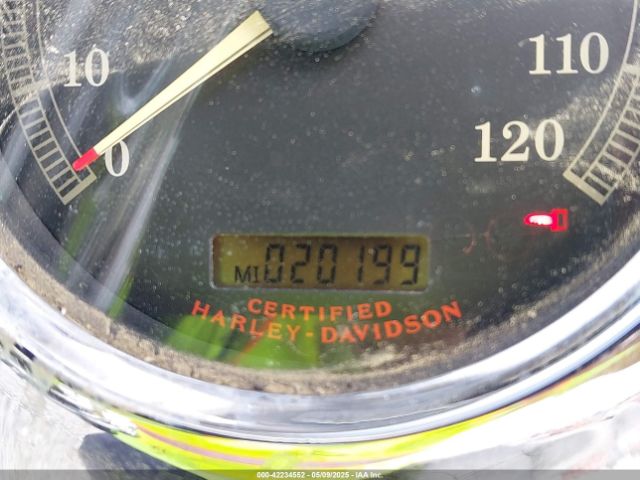 10
0
110
120
MI 020199
CERTIFIED
HARLEY-DAVIDSON
000-42234552 - 05/09/2025 - IAA Inc.